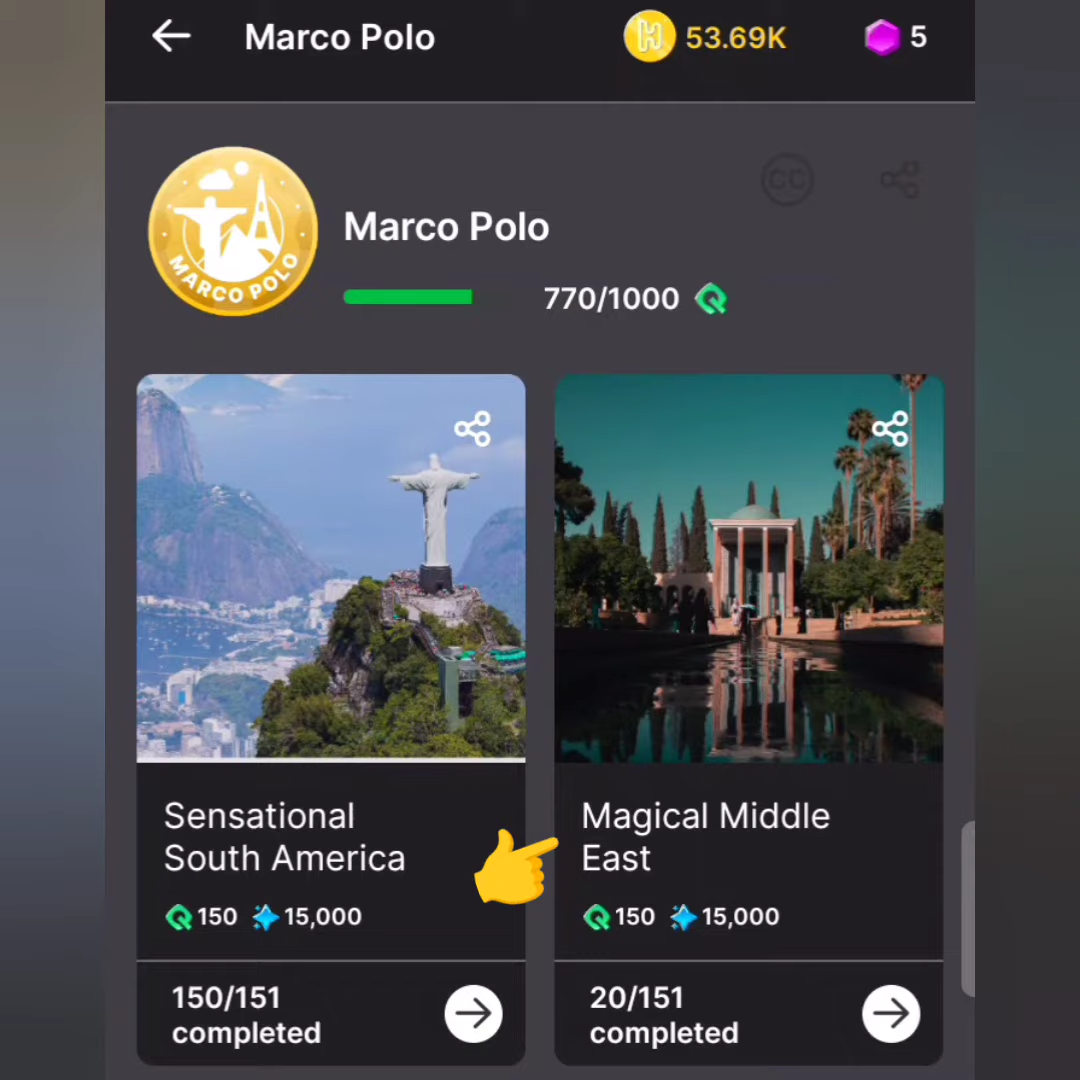 Marco Polo
53.69K
5
CC
MARCO POLO
Marco Polo
770/1000
Sensational
South America
150 15,000
150/151
completed
Magical Middle
East
150 15,000
20/151
completed